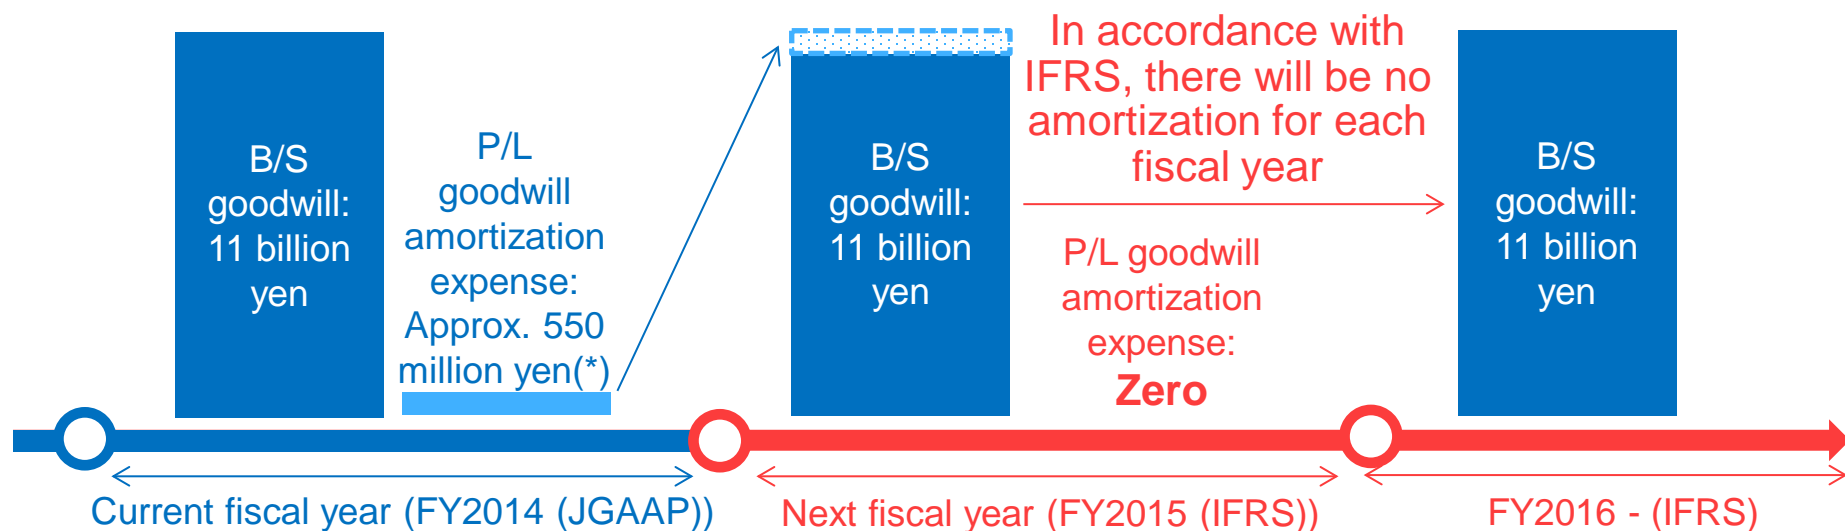 B/S
goodwill:
11 billion
yen
P/L
goodwill
amortization
expense:
Approx. 550
million yen(*)
B/S
goodwill:
11 billion
yen
In accordance with
IFRS, there will be no
amortization for each
fiscal year
P/L goodwill
amortization
expense:
Zero
B/S
goodwill:
11 billion
yen
Current fiscal year (FY2014 (JGAAP))
Next fiscal year (FY2015 (IFRS))
FY2016 - (IFRS)